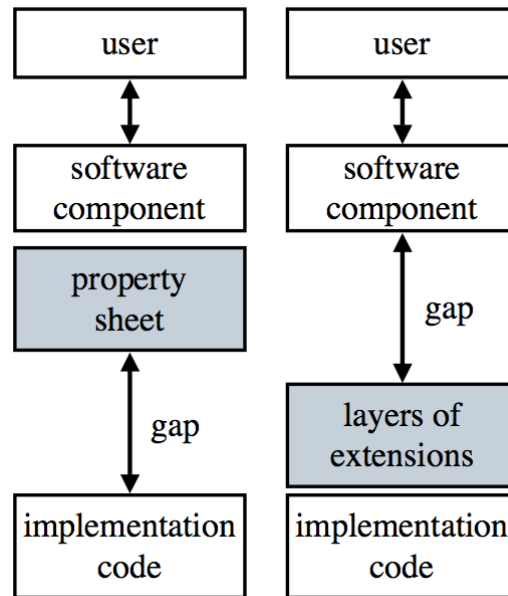 user
software
component
property
sheet
gap
implementation
code
user
software
component
gap
layers of
extensions
implementation
code